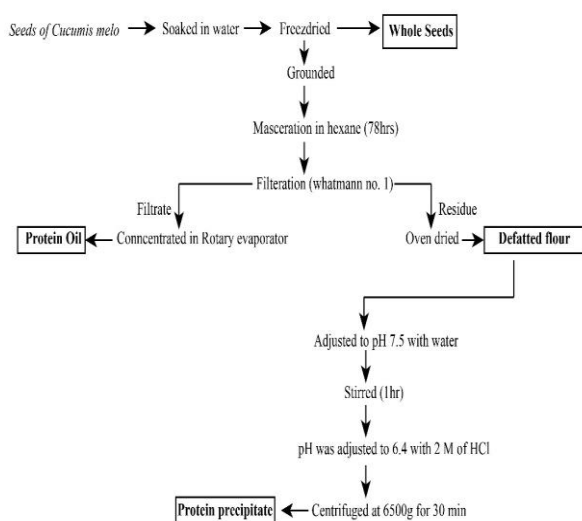 Seeds of Cucumis melo Soaked in water Freezdried Whole Seeds
Grounded
Masceration in hexane (78hrs)
Filteration (whatmann no. 1)
Filtrate Residue
Protein Oil Conncentrated in Rotary evaporator Oven dried Defatted flour
Adjusted to pH 7.5 with water
Stirred (1hr)
pH was adjusted to 6.4 with 2 M of HCl
Protein precipitate Centrifuged at 6500g for 30 min